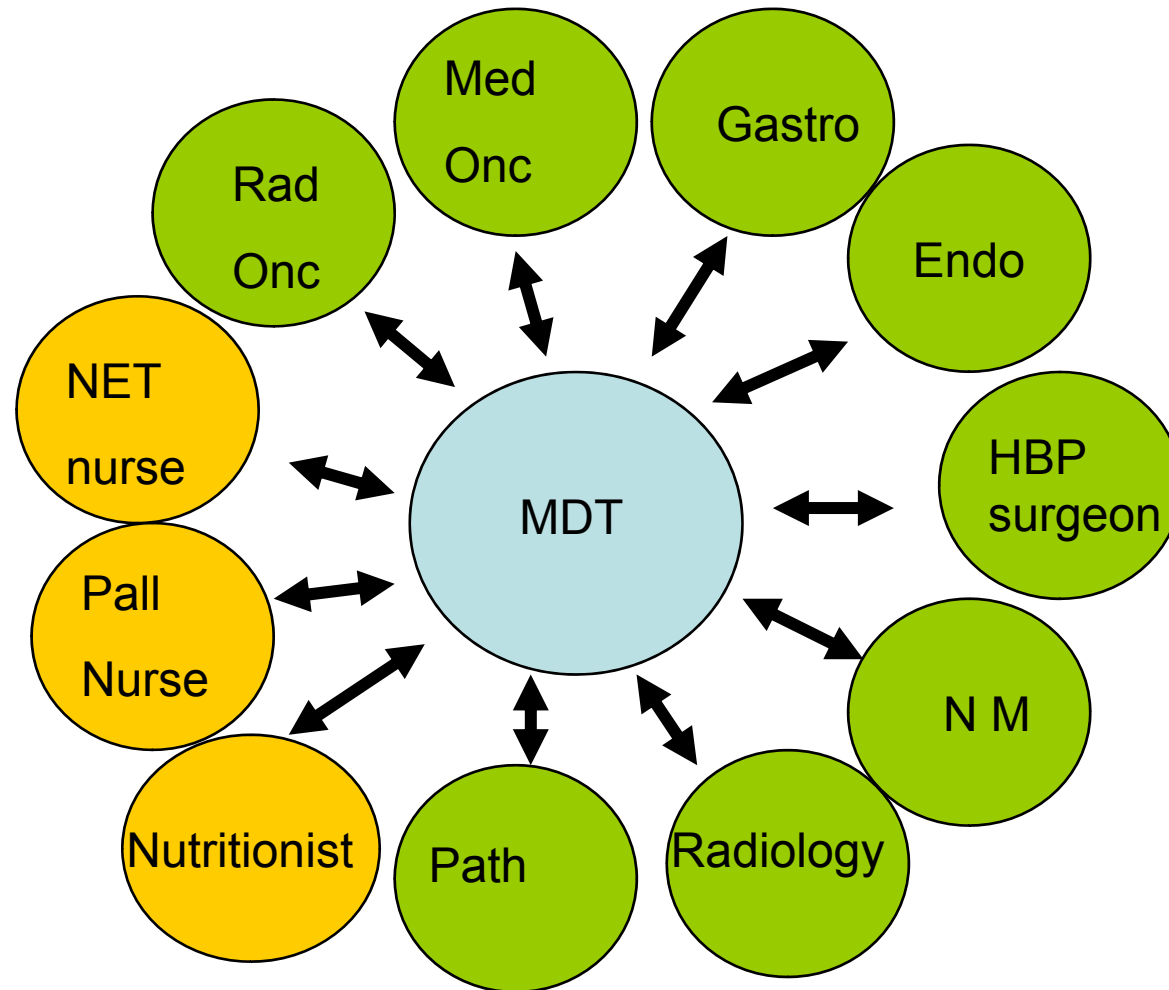 Med
Onc
Gastro
Rad
Onc
Endo
NET
nurse
MDT
HBP
surgeon
Pall
Nurse
N M
Nutritionist
Path
Radiology